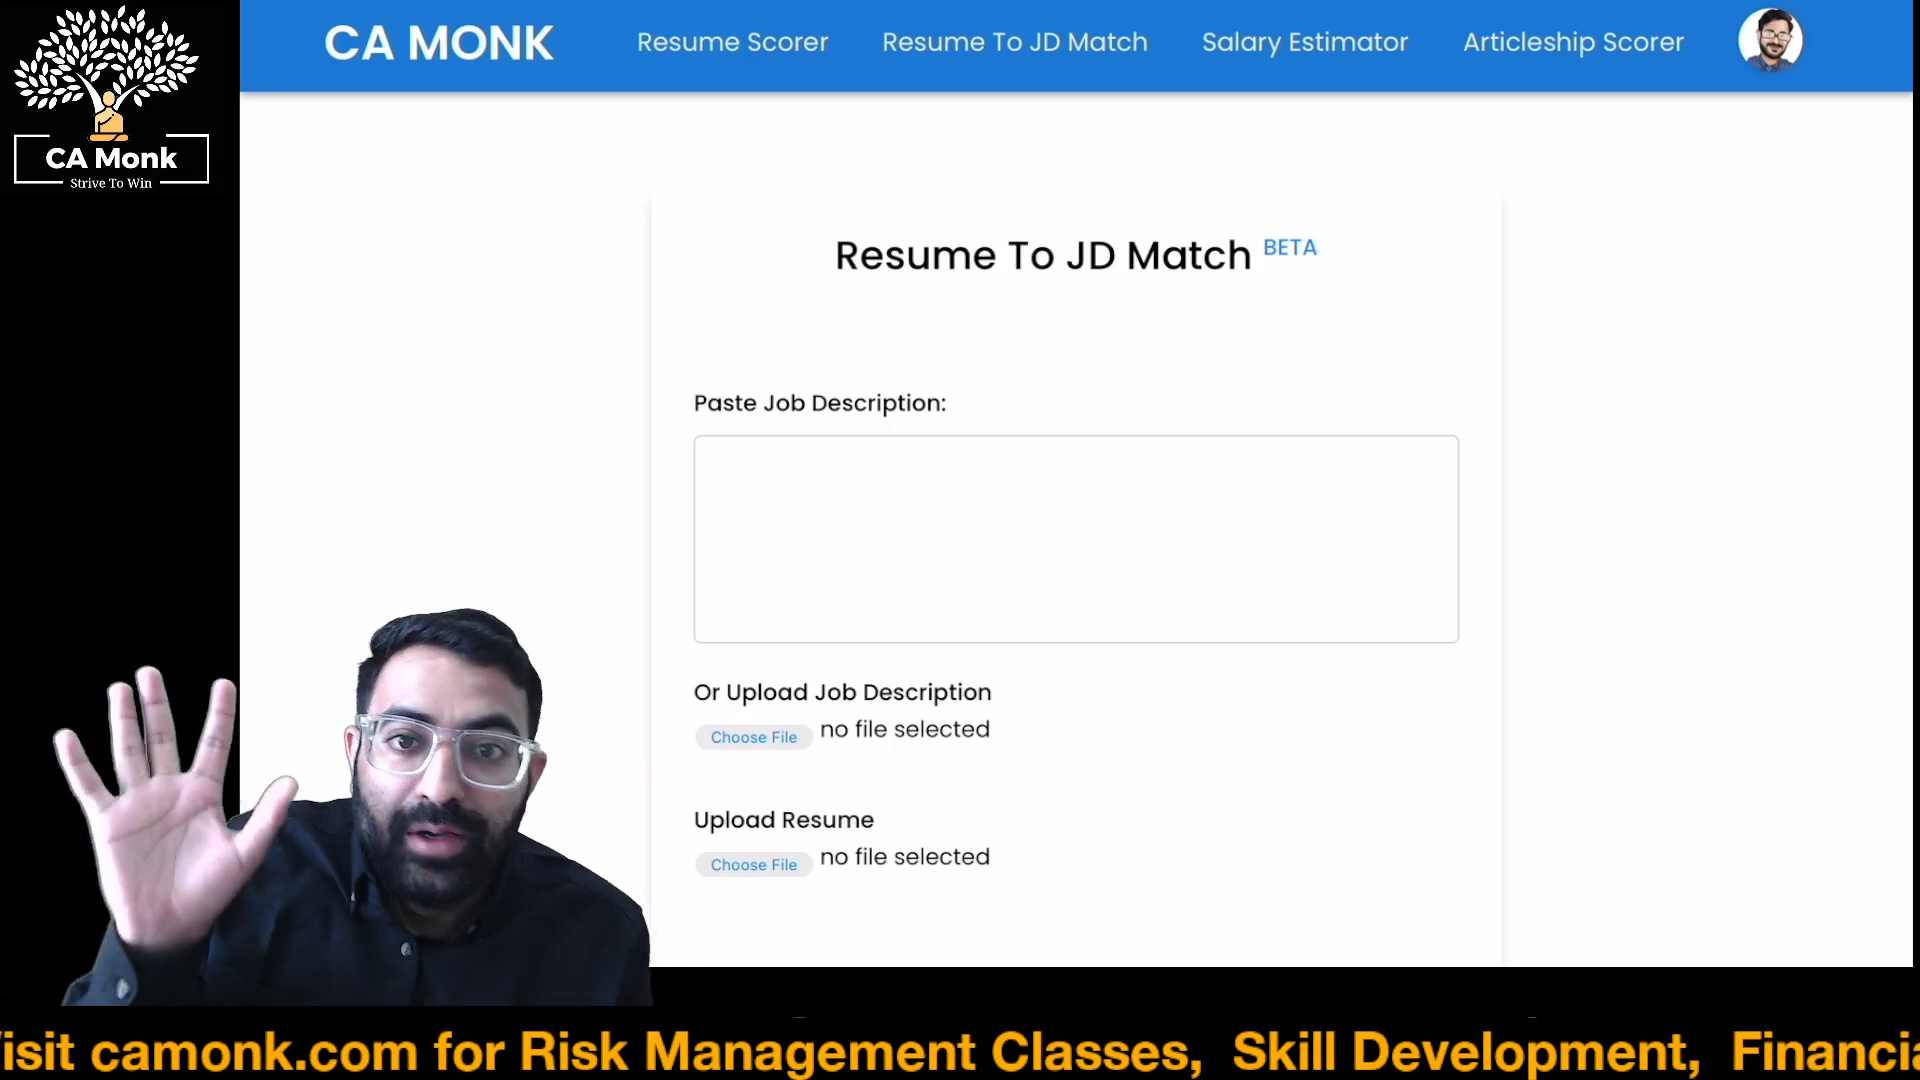 CA Monk
Strive To Win
CA MONK
Resume Scorer
Resume To JD Match
Salary Estimator
Articleship Scorer
Resume To JD Match BETA
Paste Job Description:
Or Upload Job Description
Choose File no file selected
Upload Resume
Choose File no file selected
isit camonk.com for Risk Management Classes, Skill Development, Financia